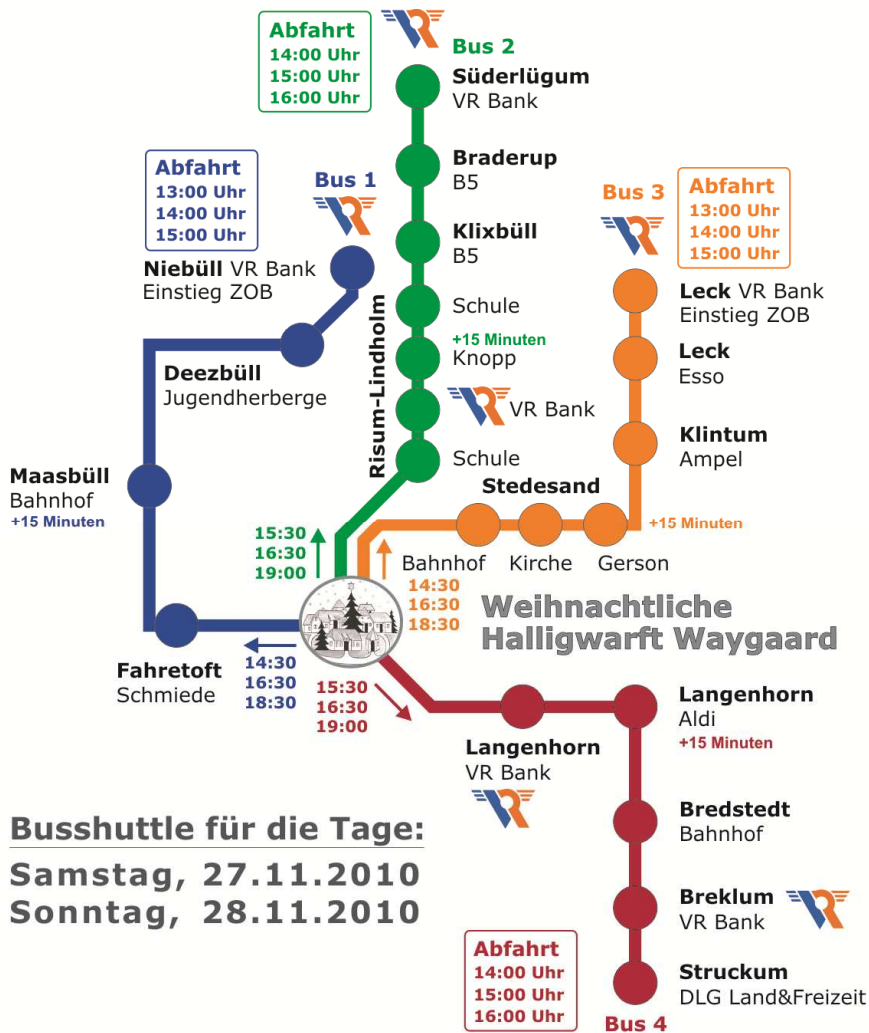 Abfahrt
14:00 Uhr
15:00 Uhr
16:00 Uhr
VR
Bus 2
Süderlügum
VR Bank
Braderup
B5
Klixbüll
B5
Schule
+15 Minuten
Knopp
VR VR Bank
Schule
Risum-Lindholm
15:30
16:30
19:00
Abfahrt
13:00 Uhr
14:00 Uhr
15:00 Uhr
Bus 1
VR
Niebüll VR Bank
Einstieg ZOB
Deezbüll
Jugendherberge
Maasbüll
Bahnhof
+15 Minuten
Fahretoft
Schmiede
14:30
16:30
18:30
Bus 3
VR
Abfahrt
13:00 Uhr
14:00 Uhr
15:00 Uhr
Leck VR Bank
Einstieg ZOB
Leck
Esso
Klintum
Ampel
+15 Minuten
Stedesand
Bahnhof
Kirche
Gerson
14:30
16:30
18:30
Weihnachtliche
Halligwarft Waygaard
15:30
16:30
19:00
Langenhorn
VR Bank
VR
Langenhorn
Aldi
+15 Minuten
Bredstedt
Bahnhof
Breklum
VR Bank
VR
Struckum
DLG Land&Freizeit
Abfahrt
14:00 Uhr
15:00 Uhr
16:00 Uhr
Bus 4
Busshuttle für die Tage:
Samstag, 27.11.2010
Sonntag, 28.11.2010